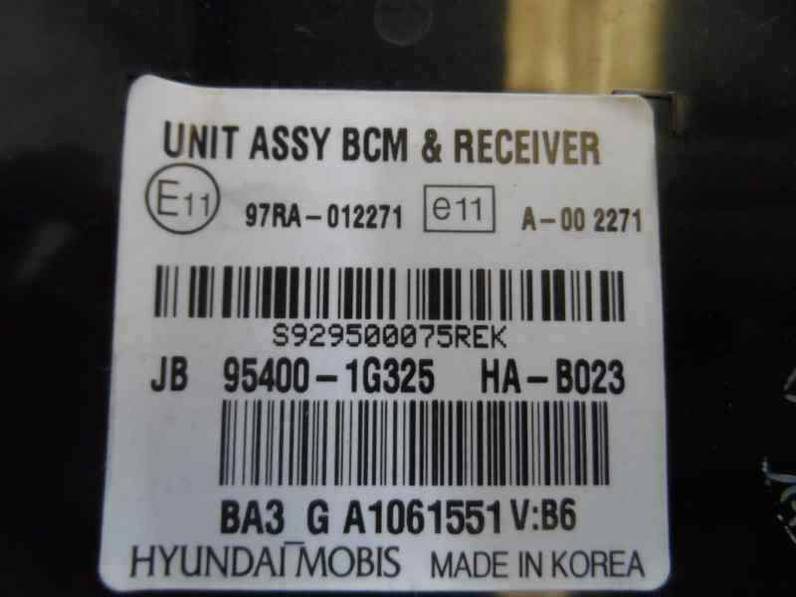 UNIT ASSY BCM & RECEIVER
E11 97RA-012271 e11 A-00 2271
S929500075REK
JB 95400-1G325 HA-B023
BA3_G A1061551 V:B6
HYUNDAI MOBIS MADE IN KOREA